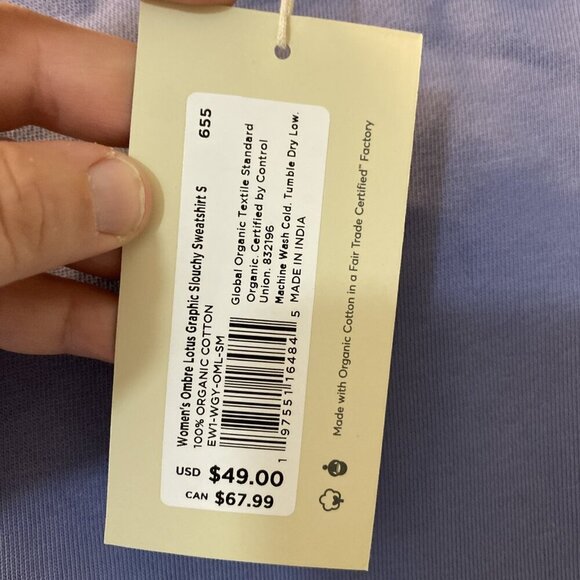 Women's Ombre Lotus Graphic Slouchy Sweatshirt S
655
100% ORGANIC COTTON
EW1-WGY-OML-SM
Global Organic Textile Standard
Organic. Certified by Control
Union. 832196
Machine Wash Cold. Tumble Dry Low.
MADE IN INDIA
1 97551 16484 5
USD $49.00
CAN $67.99
Made with Organic Cotton in a Fair Trade Certified™ Factory